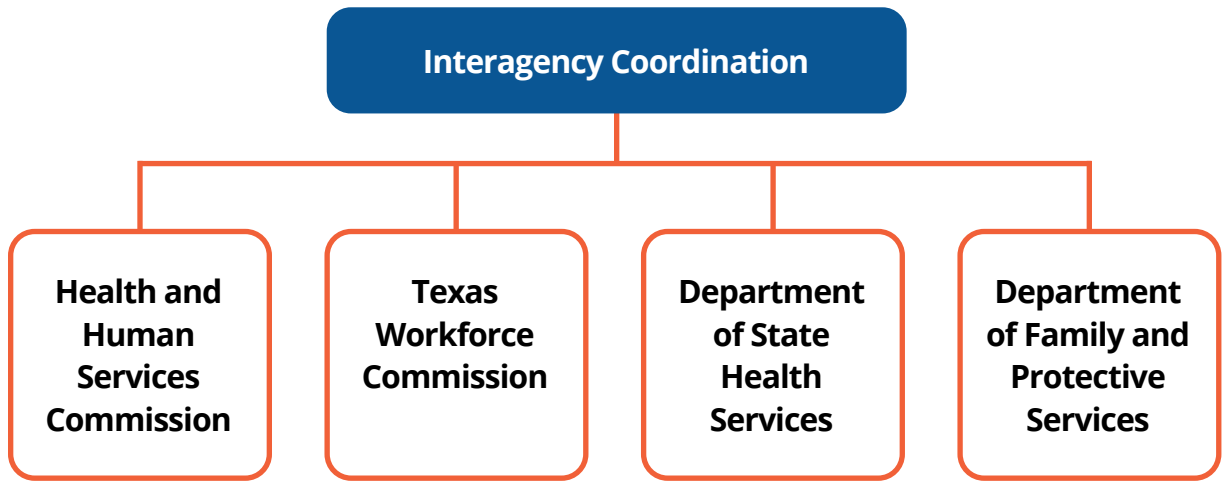 Interagency Coordination
Health and
Human
Services
Commission
Texas
Workforce
Commission
Department
of State
Health
Services
Department
of Family and
Protective
Services